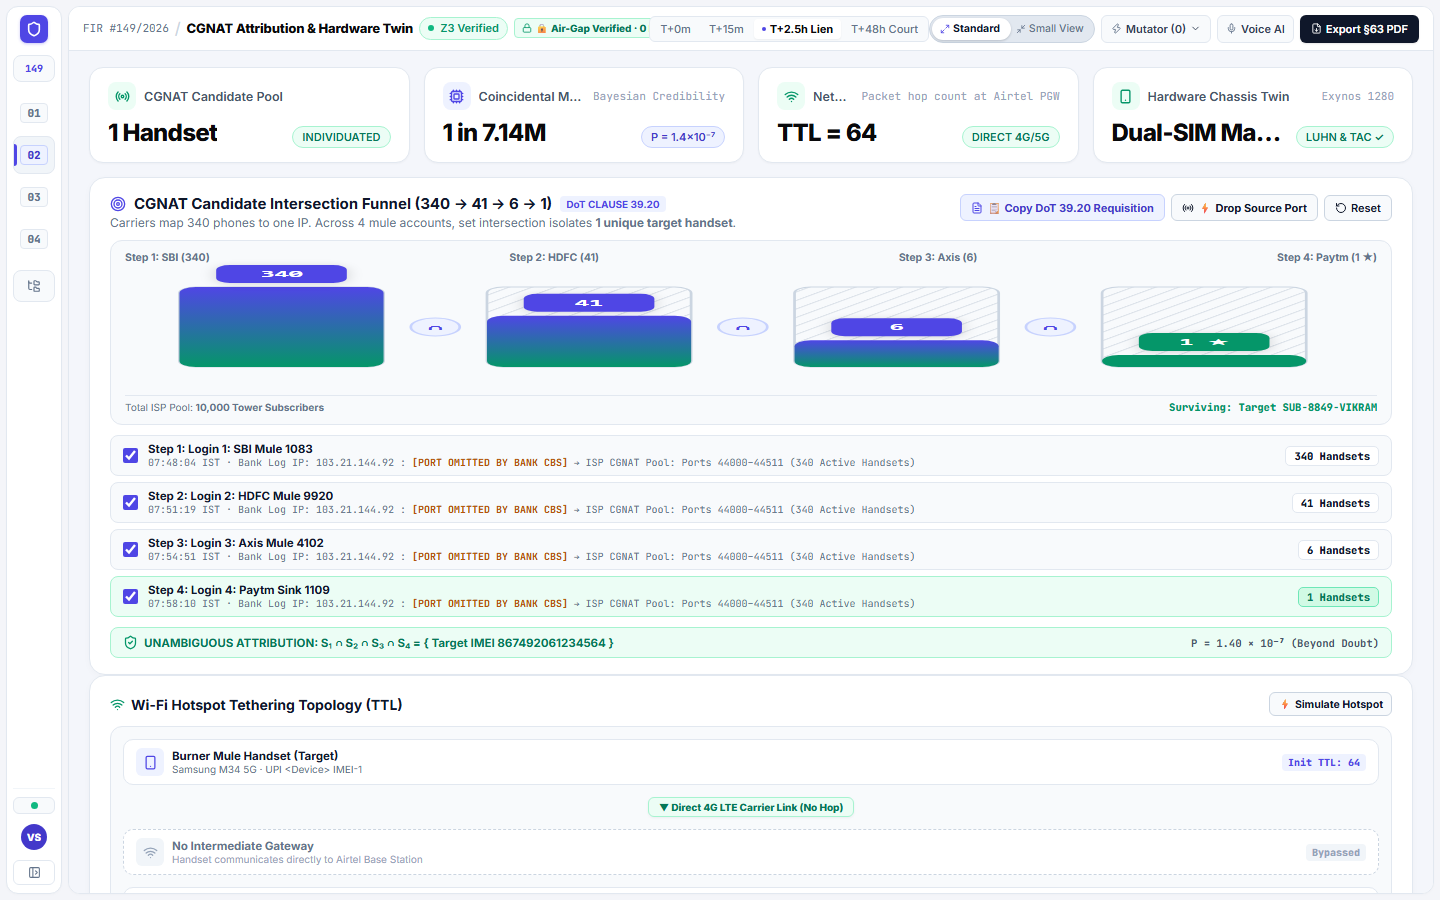 FIR #149/2026 / CGNAT Attribution & Hardware Twin
Z3 Verified
Air-Gap Verified · 0
T+0m
T+15m
T+2.5h Lien
T+48h Court
Standard
Small View
Mutator (0)
Voice AI
Export §63 PDF
149
01
02
03
04
VS
CGNAT Candidate Pool
1 Handset
INDIVIDUATED
Coincidental M...
Bayesian Credibility
1 in 7.14M
P = 1.4×10⁻⁷
Net...
Packet hop count at Airtel PGW
TTL = 64
DIRECT 4G/5G
Hardware Chassis Twin
Exynos 1280
Dual-SIM Ma...
LUHN & TAC ✓
CGNAT Candidate Intersection Funnel (340 → 41 → 6 → 1)
DoT CLAUSE 39.20
Carriers map 340 phones to one IP. Across 4 mule accounts, set intersection isolates 1 unique target handset.
Copy DoT 39.20 Requisition
Drop Source Port
Reset
Step 1: SBI (340)
Step 2: HDFC (41)
Step 3: Axis (6)
Step 4: Paytm (1 ★)
340
∩
41
∩
6
∩
1 ★
Total ISP Pool: 10,000 Tower Subscribers
Surviving: Target SUB-8849-VIKRAM
Step 1: Login 1: SBI Mule 1083
07:48:04 IST · Bank Log IP: 103.21.144.92 : [PORT OMITTED BY BANK CBS] → ISP CGNAT Pool: Ports 44000–44511 (340 Active Handsets)
340 Handsets
Step 2: Login 2: HDFC Mule 9920
07:51:19 IST · Bank Log IP: 103.21.144.92 : [PORT OMITTED BY BANK CBS] → ISP CGNAT Pool: Ports 44000–44511 (340 Active Handsets)
41 Handsets
Step 3: Login 3: Axis Mule 4102
07:54:51 IST · Bank Log IP: 103.21.144.92 : [PORT OMITTED BY BANK CBS] → ISP CGNAT Pool: Ports 44000–44511 (340 Active Handsets)
6 Handsets
Step 4: Login 4: Paytm Sink 1109
07:58:10 IST · Bank Log IP: 103.21.144.92 : [PORT OMITTED BY BANK CBS] → ISP CGNAT Pool: Ports 44000–44511 (340 Active Handsets)
1 Handsets
UNAMBIGUOUS ATTRIBUTION: S₁ ∩ S₂ ∩ S₃ ∩ S₄ = { Target IMEI 867492061234564 }
P = 1.40 × 10⁻⁷ (Beyond Doubt)
Wi-Fi Hotspot Tethering Topology (TTL)
Simulate Hotspot
Burner Mule Handset (Target)
Samsung M34 5G · UPI <Device> IMEI-1
Init TTL: 64
▼ Direct 4G LTE Carrier Link (No Hop)
No Intermediate Gateway
Handset communicates directly to Airtel Base Station
Bypassed